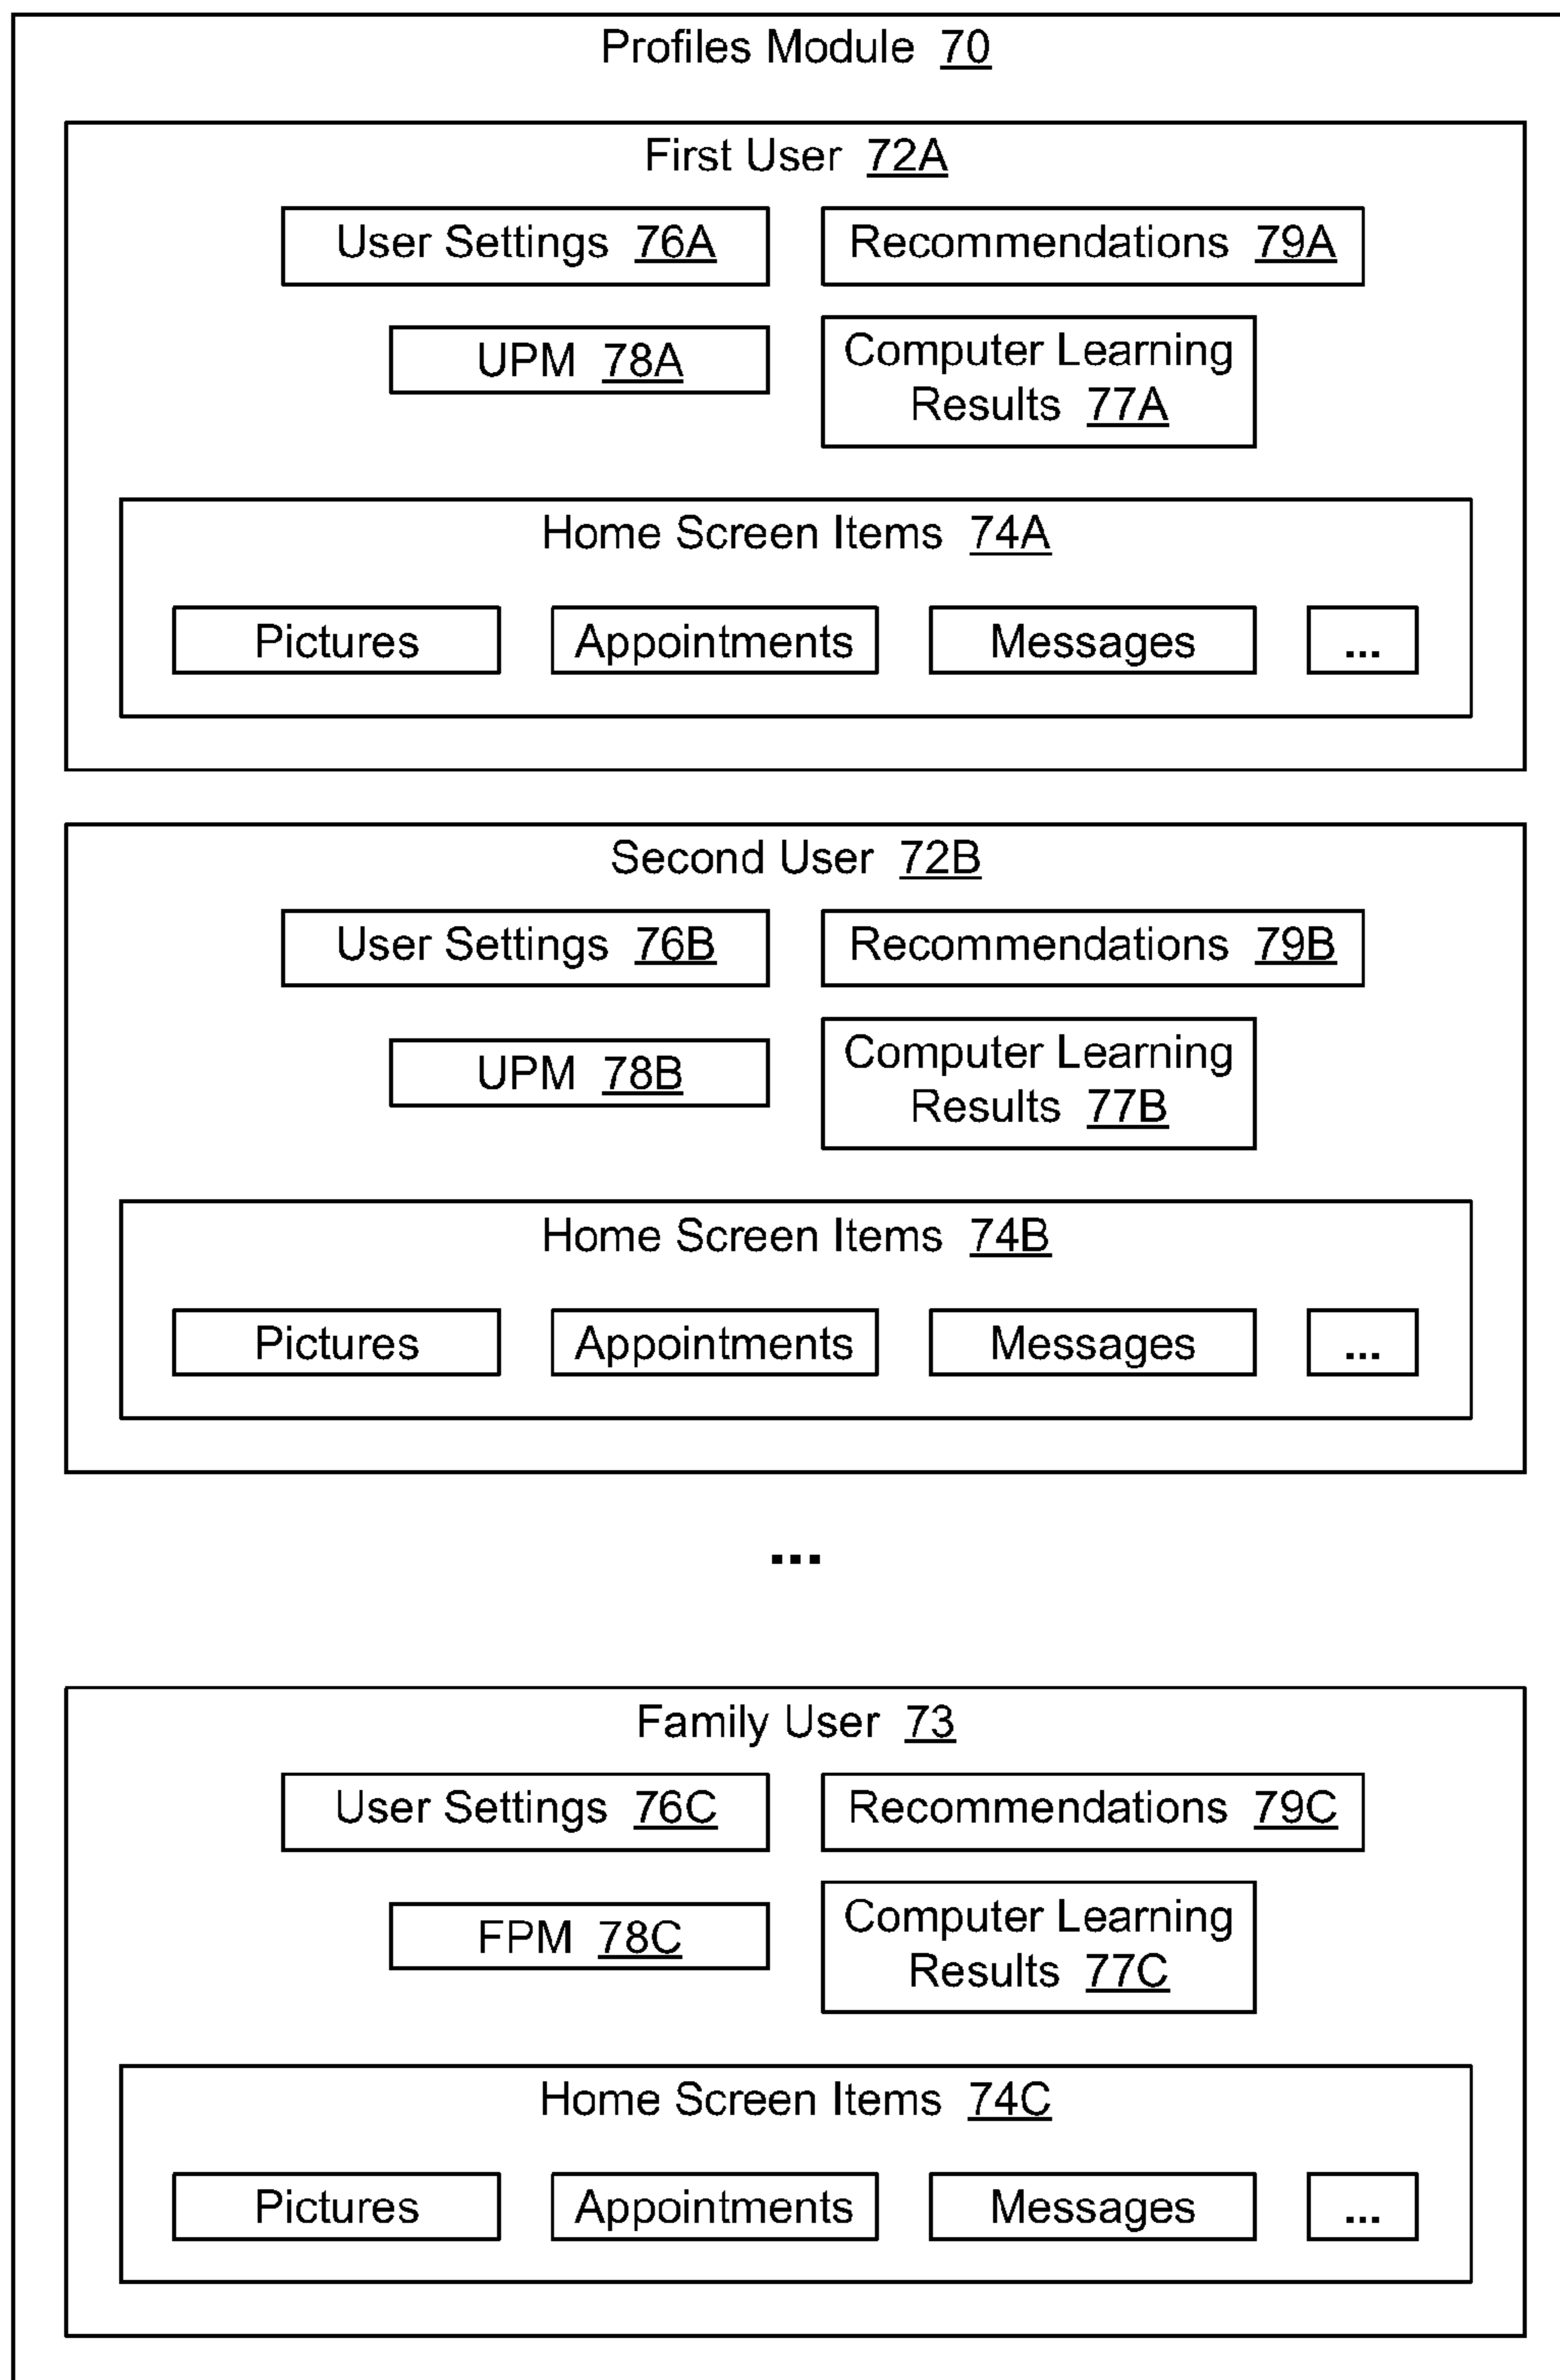 Profiles Module 70
First User 72A
User Settings 76A
Recommendations 79A
UPM 78A
Computer Learning
Results 77A
Home Screen Items 74A
Pictures
Appointments
Messages
...
Second User 72B
User Settings 76B
Recommendations 79B
UPM 78B
Computer Learning
Results 77B
Home Screen Items 74B
Pictures
Appointments
Messages
...
...
Family User 73
User Settings 76C
Recommendations 79C
FPM 78C
Computer Learning
Results 77C
Home Screen Items 74C
Pictures
Appointments
Messages
...